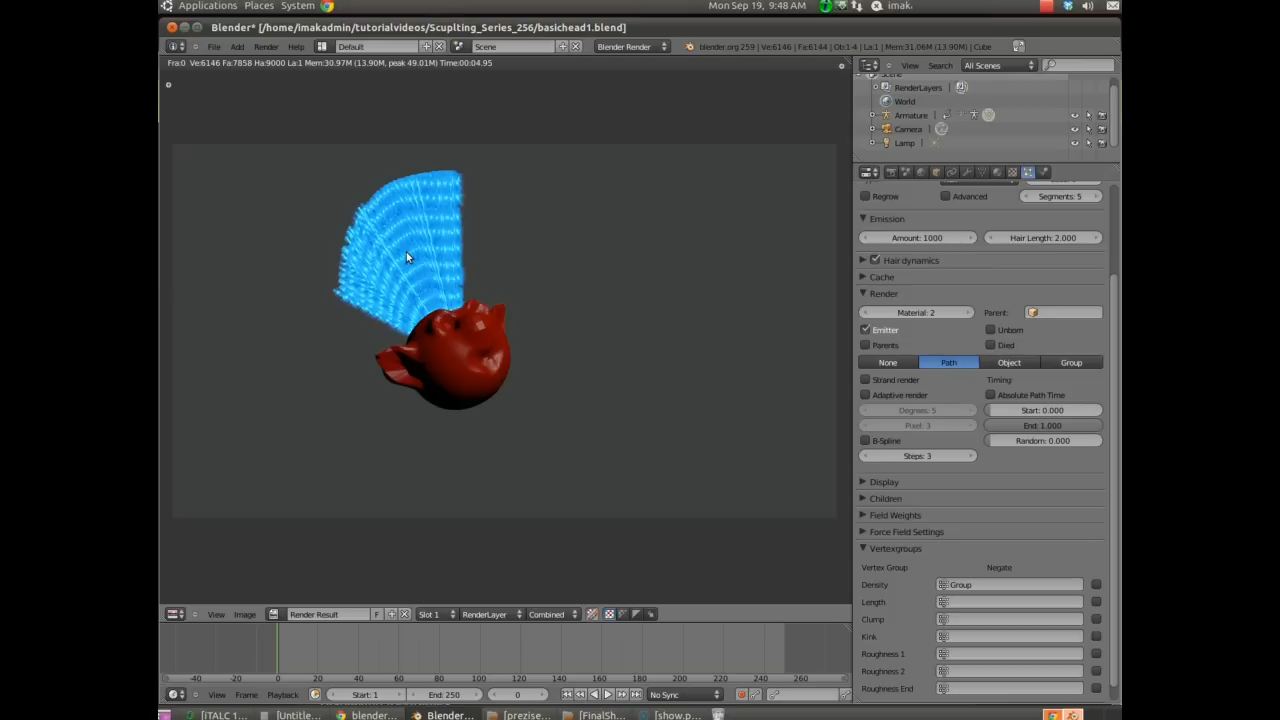 Applications Places System Mon Sep 19, 9:48 AM imak
Blender* [/home/imakadmin/tutorialvideos/Scuplting_Series_256/basichead1.blend]
File Add Render Help Default Scene Blender Render blender.org 259 | Ve:6146 | Fa:6144 | Ob:1-4 | La:1 | Mem:31.06M (13.90M) | Cube
Fra:0 Ve:6146 Fa:7858 Ha:9000 La:1 Mem:30.97M (13.90M, peak 49.01M) Time:00:04.95
View Search All Scenes
Scene
RenderLayers
World
Armature
Camera
Lamp
Regrow Advanced Segments: 5
Emission
Amount: 1000 Hair Length: 2.000
Hair dynamics
Cache
Render
Material: 2 Parent:
Emitter Unborn
Parents Died
None Path Object Group
Strand render Timing:
Adaptive render Absolute Path Time
Degrees: 5 Start: 0.000
Pixel: 3 End: 1.000
B-Spline Random: 0.000
Steps: 3
Display
Children
Field Weights
Force Field Settings
Vertexgroups
Vertex Group Negate
Density Group
Length
Clump
Kink
Roughness 1
Roughness 2
Roughness End
View Image Render Result F Slot 1 RenderLayer Combined
-40 -20 0 20 40 60 80 100 120 140 160 180 200 220 240 260
View Frame Playback Start: 1 End: 250 0 No Sync
[iTALC 1... [Untitle... blender... Blender... [prezise... [FinalSh... [show.p...